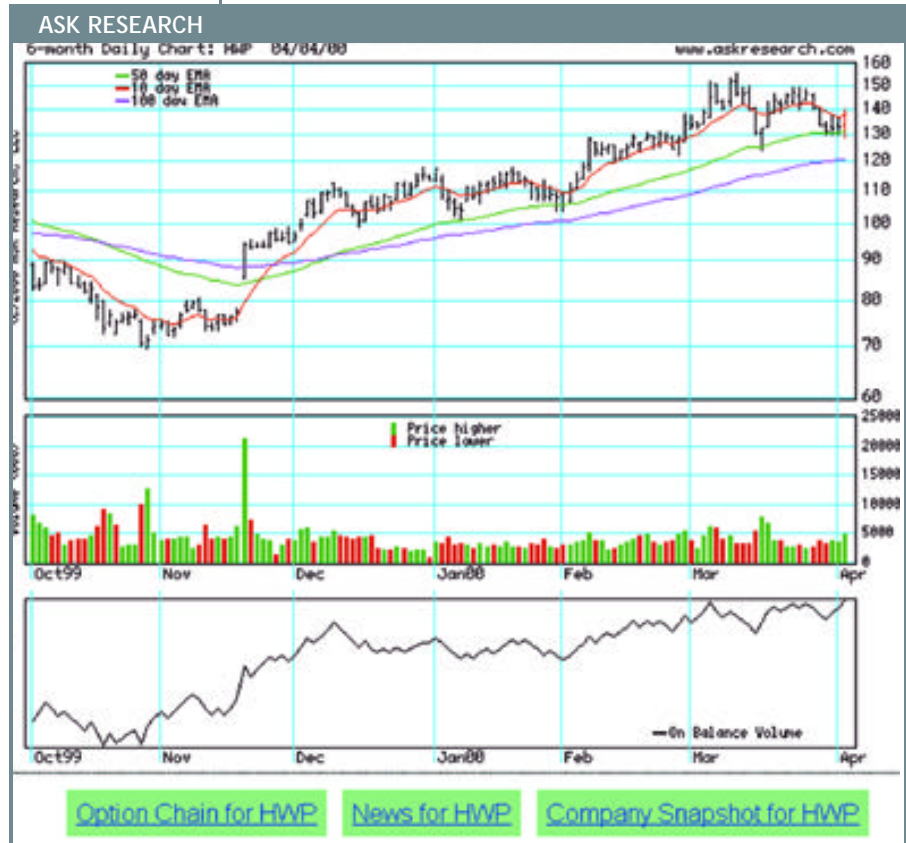 ASK RESEARCH
6-month Daily Chart: HWP 04/04/00
www.askresearch.com
50 day EMA
10 day EMA
100 day EMA
160
150
140
130
120
110
100
90
80
70
60
Price higher
Price lower
25000
20000
15000
10000
5000
0
Oct99 Nov Dec Jan00 Feb Mar Apr
On Balance Volume
Oct99 Nov Dec Jan00 Feb Mar Apr
Option Chain for HWP
News for HWP
Company Snapshot for HWP